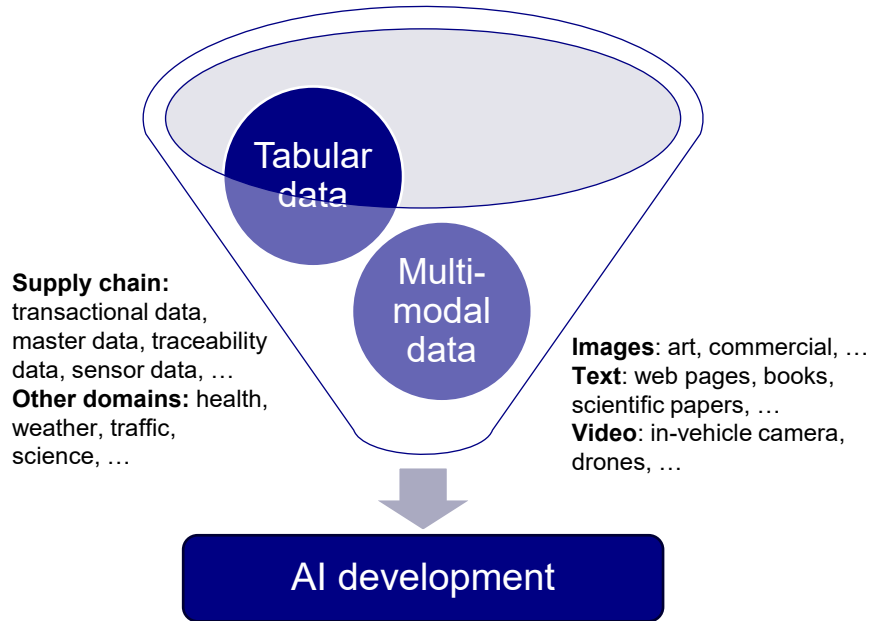 Tabular
data
Multi-
modal
data
Supply chain:
transactional data,
master data, traceability
data, sensor data, …
Other domains: health,
weather, traffic,
science, …
Images: art, commercial, …
Text: web pages, books,
scientific papers, …
Video: in-vehicle camera,
drones, …
AI development